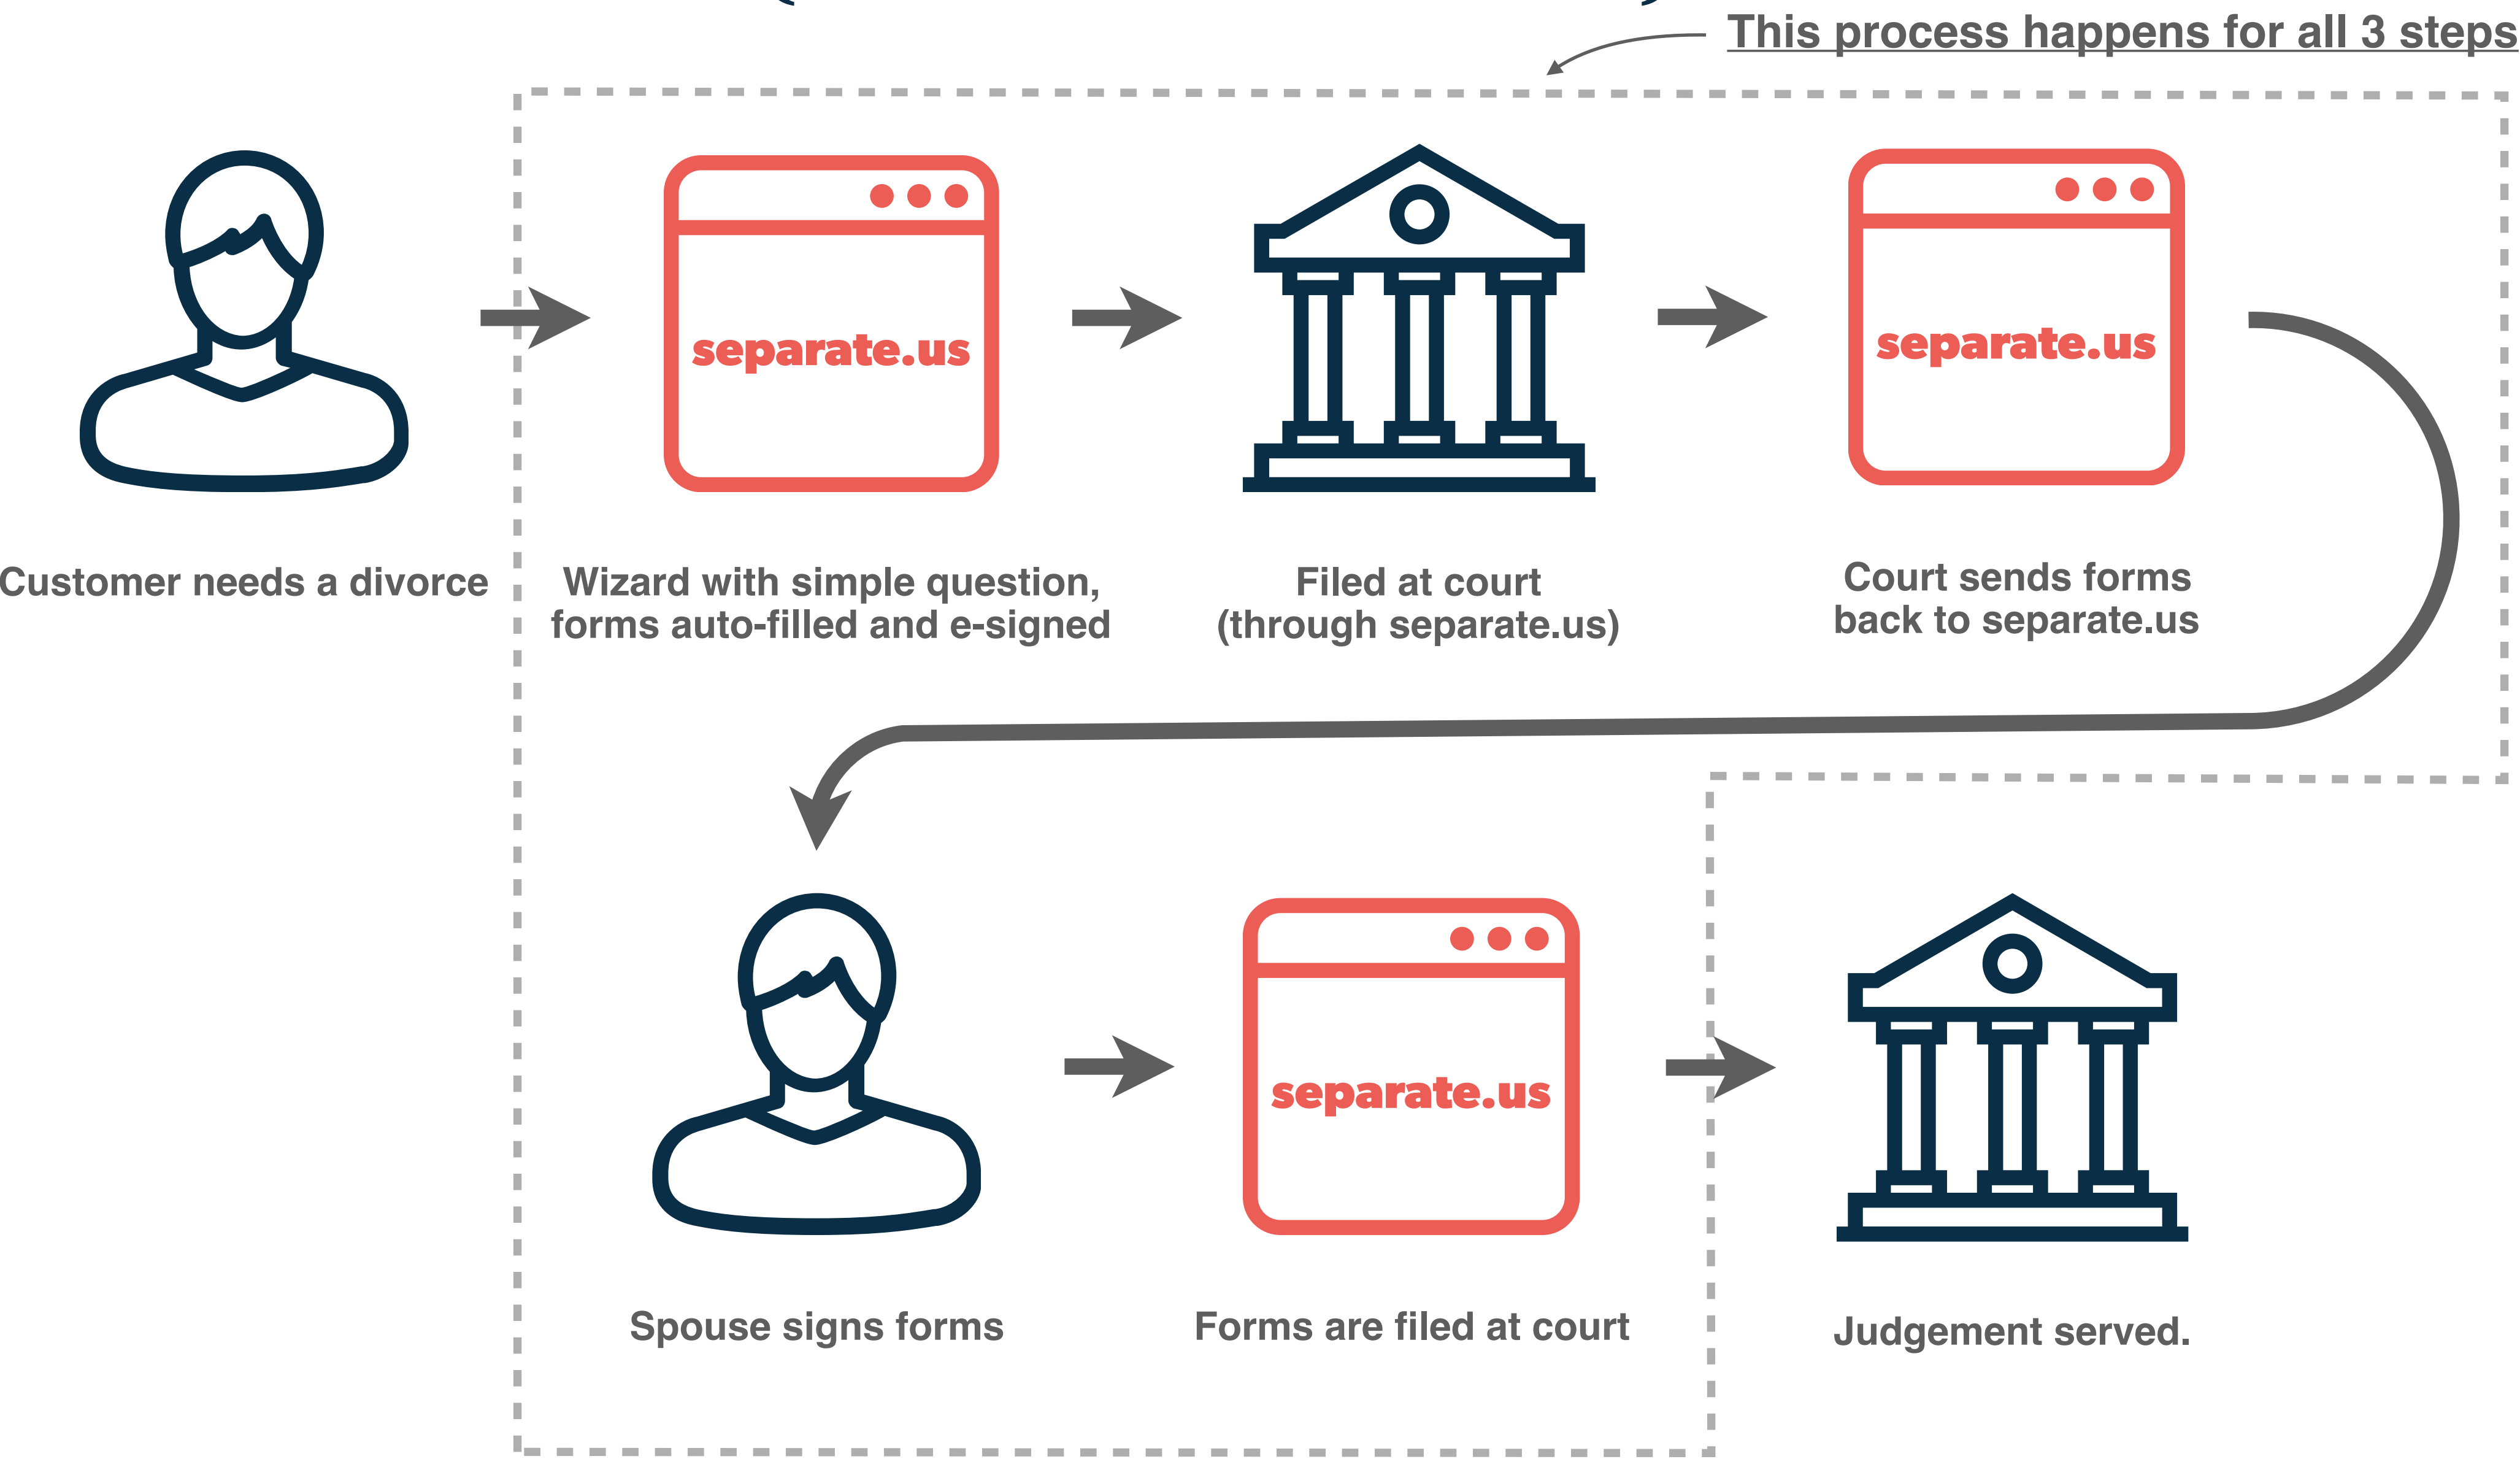 This process happens for all 3 steps
separate.us
separate.us
Customer needs a divorce
Wizard with simple question,
forms auto-filled and e-signed
Filed at court
(through separate.us)
Court sends forms
back to separate.us
separate.us
Spouse signs forms
Forms are filed at court
Judgement served.